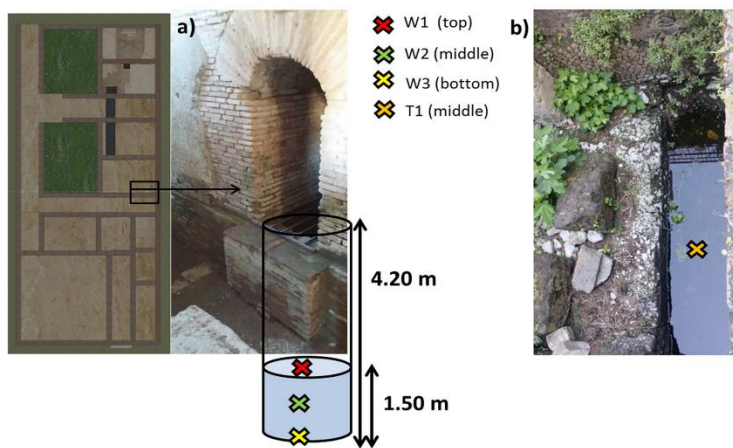 a)
W1 (top)
W2 (middle)
W3 (bottom)
T1 (middle)
b)
4.20 m
1.50 m